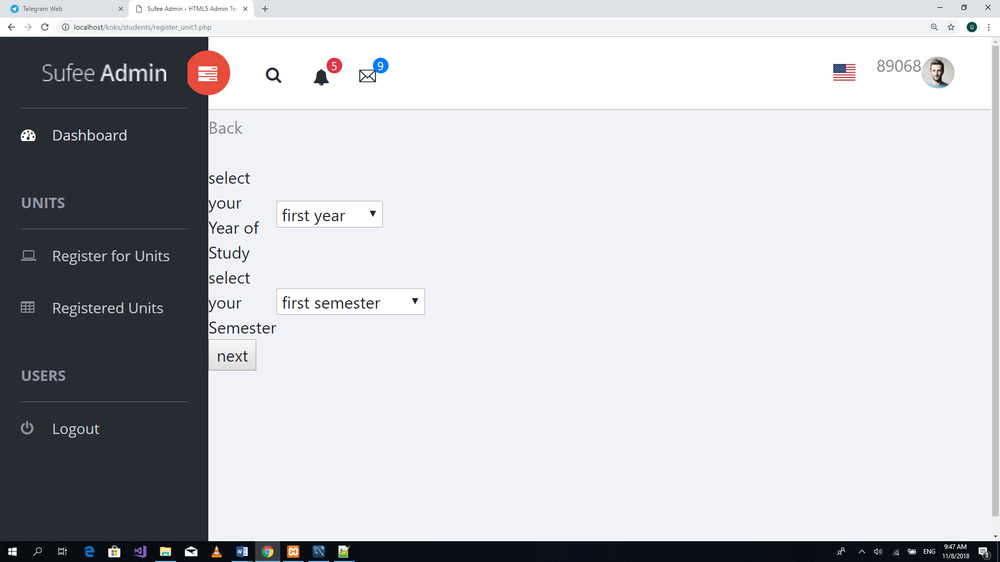 Telegram Web
Sufee Admin - HTML5 Admin Ter
localhost/koks/students/register_unit1.php
G
Sufee Admin
5
9
89068
Back
Dashboard
UNITS
Register for Units
Registered Units
USERS
Logout
select
your
Year of
Study
first year
select
your
Semester
first semester
next
ENG
9:47 AM
11/8/2018
3